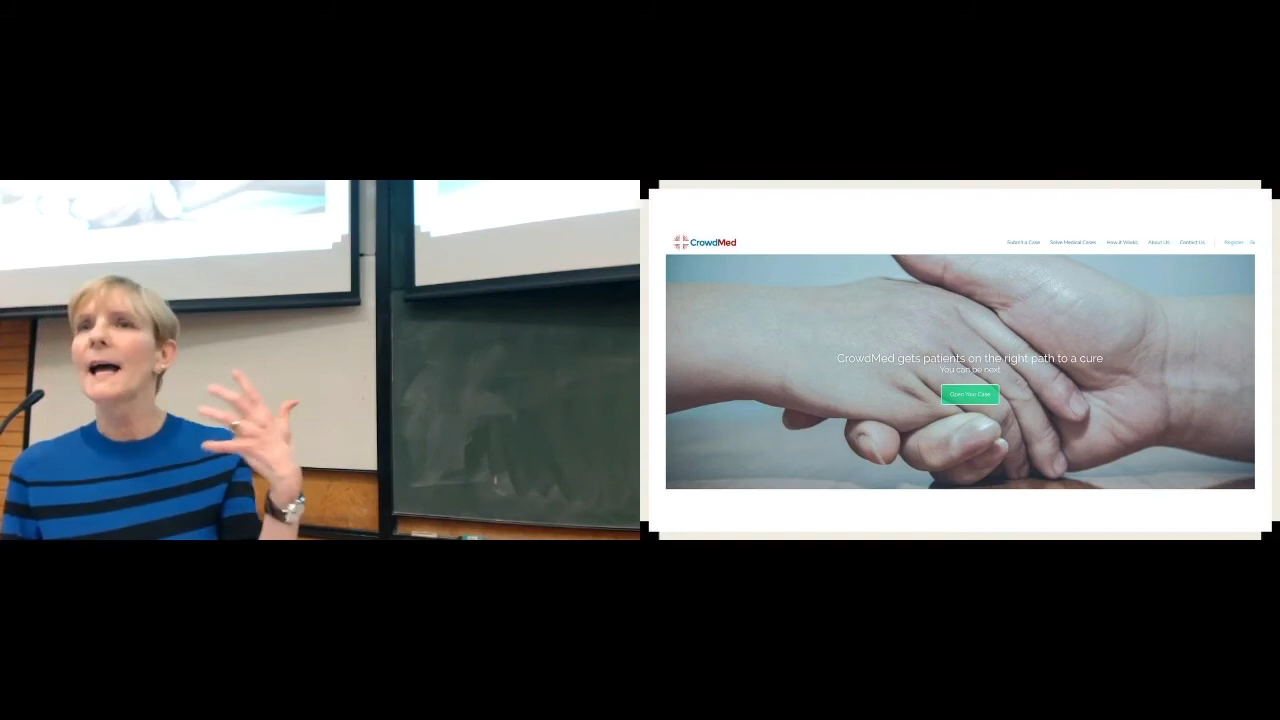 CrowdMed
Submit a Case Solve Medical Cases How it Works About Us Contact Us Register
CrowdMed gets patients on the right path to a cure
You can be next
Open Your Case